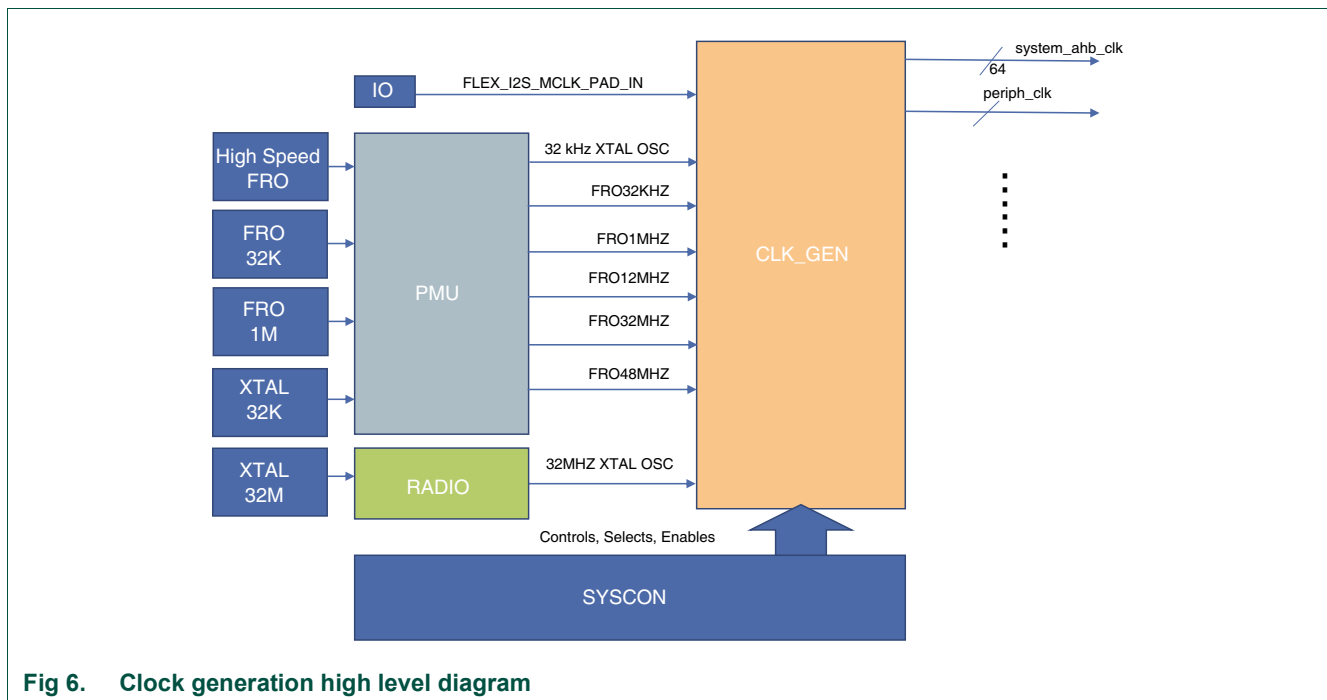 system_ahb_clk
64
periph_clk
IO
FLEX_I2S_MCLK_PAD_IN
High Speed
FRO
FRO
32K
FRO
1M
XTAL
32K
XTAL
32M
PMU
RADIO
32 kHz XTAL OSC
FRO32KHZ
FRO1MHZ
FRO12MHZ
FRO32MHZ
FRO48MHZ
32MHZ XTAL OSC
CLK_GEN
Controls, Selects, Enables
SYSCON
Fig 6. Clock generation high level diagram